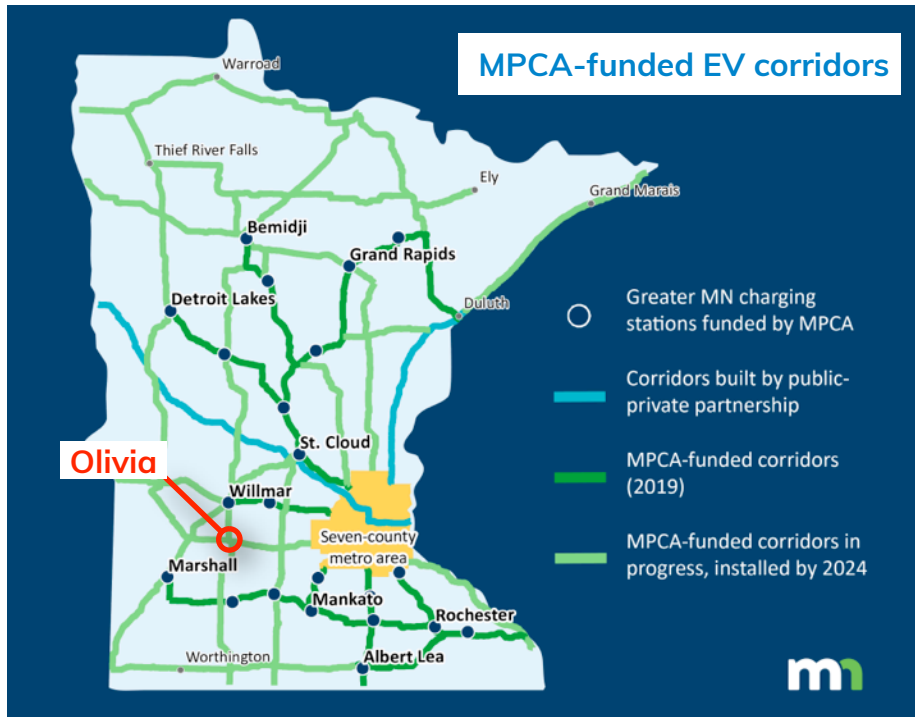 MPCA-funded EV corridors
Warroad
Thief River Falls
Ely
Grand Marais
Bemidji
Grand Rapids
Detroit Lakes
Duluth
Greater MN charging
stations funded by MPCA
Corridors built by public-
private partnership
St. Cloud
Olivia
MPCA-funded corridors
(2019)
Willmar
Seven-county
metro area
MPCA-funded corridors in
progress, installed by 2024
Marshall
Mankato
Rochester
Worthington
Albert Lea
mn